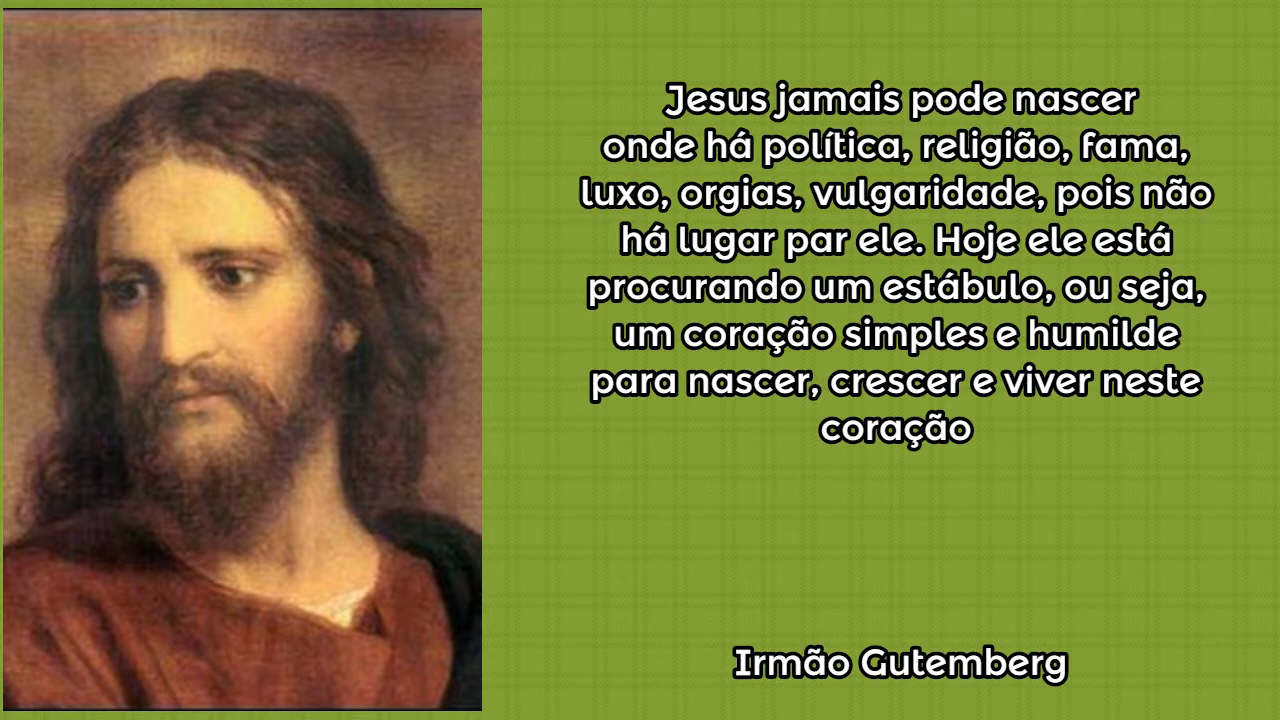 Jesus jamais pode nascer
onde há política, religião, fama,
luxo, orgias, vulgaridade, pois não
há lugar par ele. Hoje ele está
procurando um estábulo, ou seja,
um coração simples e humilde
para nascer, crescer e viver neste
coração
Irmão Gutemberg